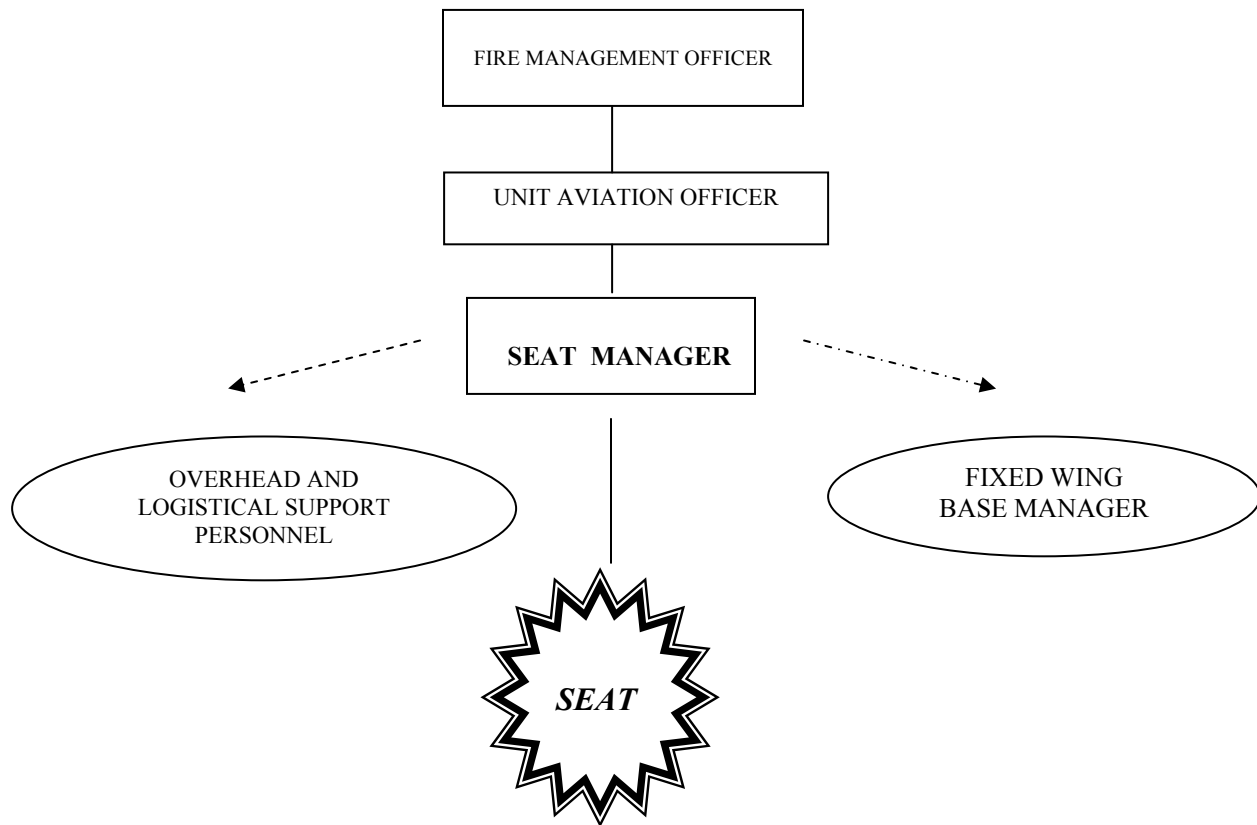 FIRE MANAGEMENT OFFICER
UNIT AVIATION OFFICER
SEAT MANAGER
OVERHEAD AND
LOGISTICAL SUPPORT
PERSONNEL
FIXED WING
BASE MANAGER
SEAT